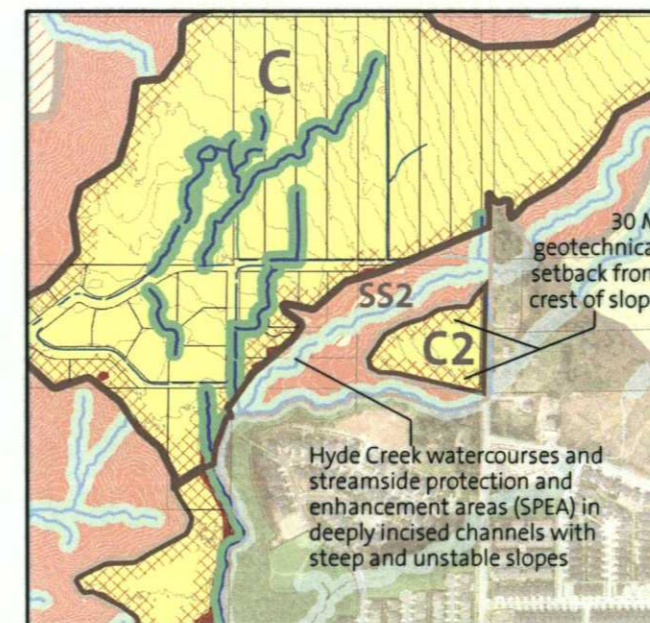 C
30
geotechnica
setback from
crest of slop
SS2
C2
Hyde Creek watercourses and
streamside protection and
enhancement areas (SPEA) in
deeply incised channels with
steep and unstable slopes